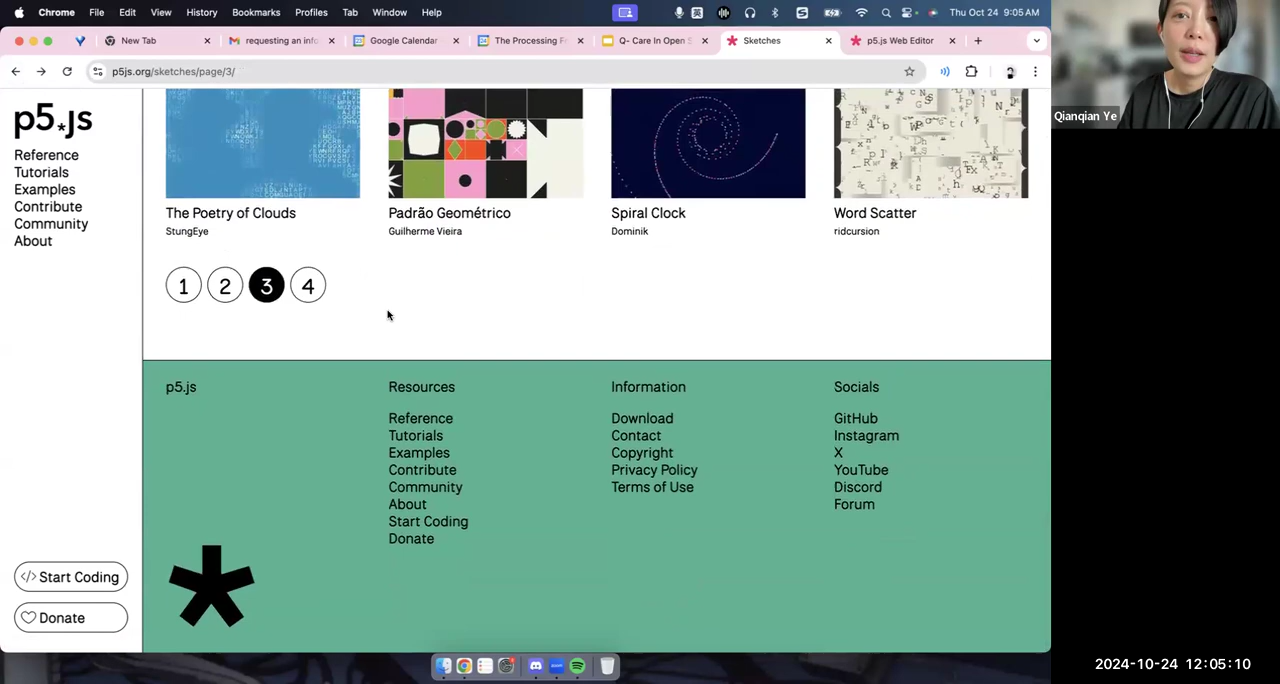 Chrome File Edit View History Bookmarks Profiles Tab Window Help 英 Thu Oct 24 9:05 AM
New Tab requesting an info Google Calendar The Processing F Q- Care In Open S Sketches p5.js Web Editor
p5js.org/sketches/page/3/
p5*js
Reference
Tutorials
Examples
Contribute
Community
About
The Poetry of Clouds
StungEye
Padrão Geométrico
Guilherme Vieira
Spiral Clock
Dominik
Word Scatter
ridcursion
1 2 3 4
p5.js
Resources
Reference
Tutorials
Examples
Contribute
Community
About
Start Coding
Donate
Information
Download
Contact
Copyright
Privacy Policy
Terms of Use
Socials
GitHub
Instagram
X
YouTube
Discord
Forum
</> Start Coding
Donate
Qianqian Ye
2024-10-24 12:05:10